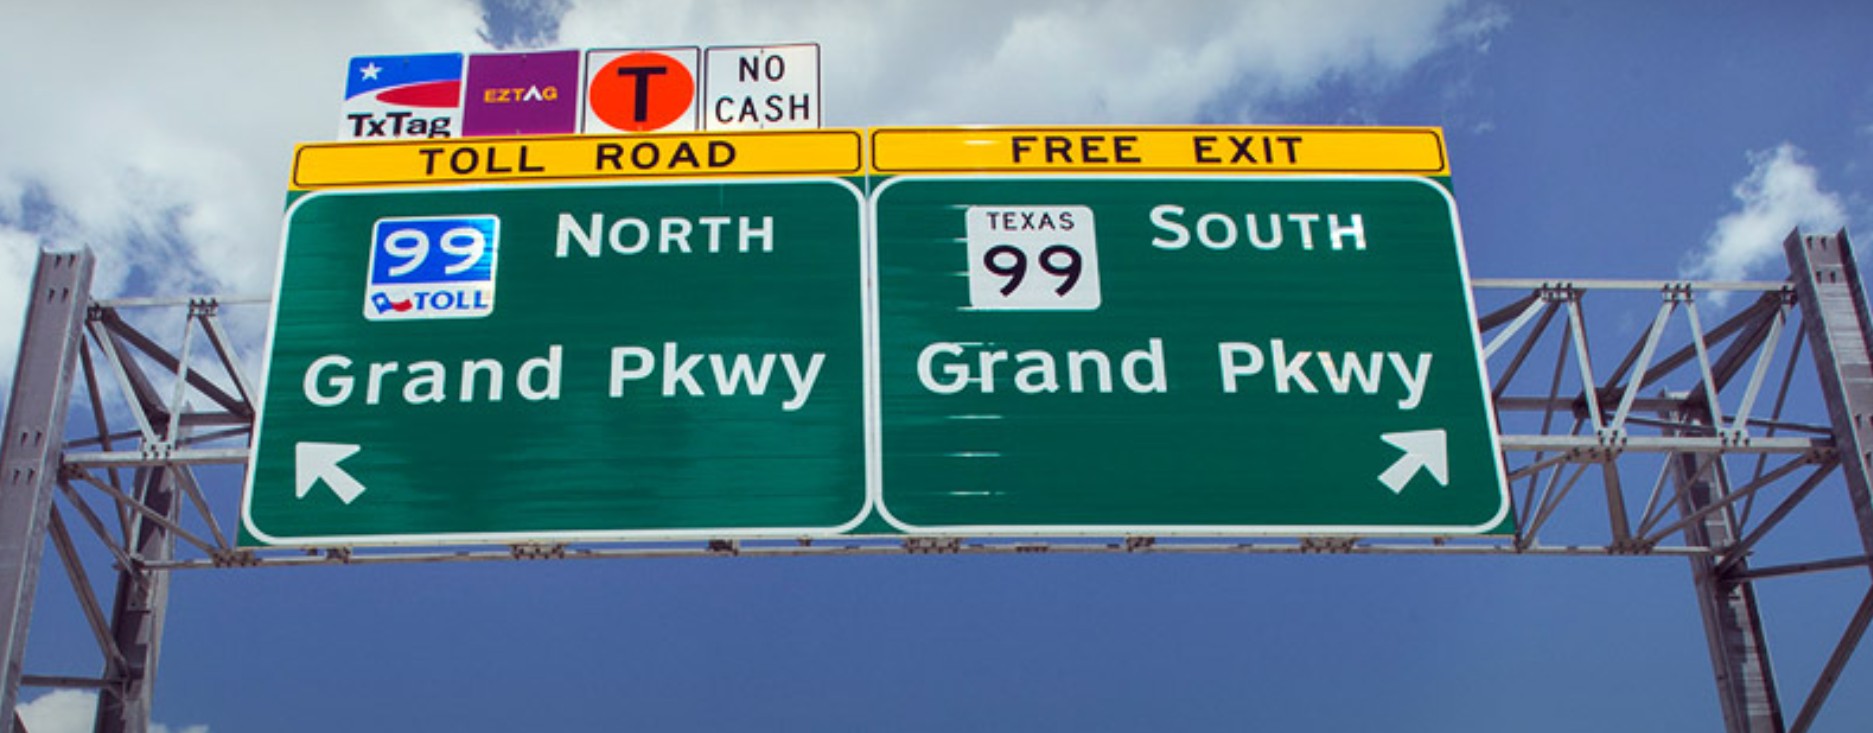 TxTag
EZTAG
T
NO
CASH
TOLL ROAD
99
TOLL
NORTH
Grand Pkwy
FREE EXIT
TEXAS
99
SOUTH
Grand Pkwy